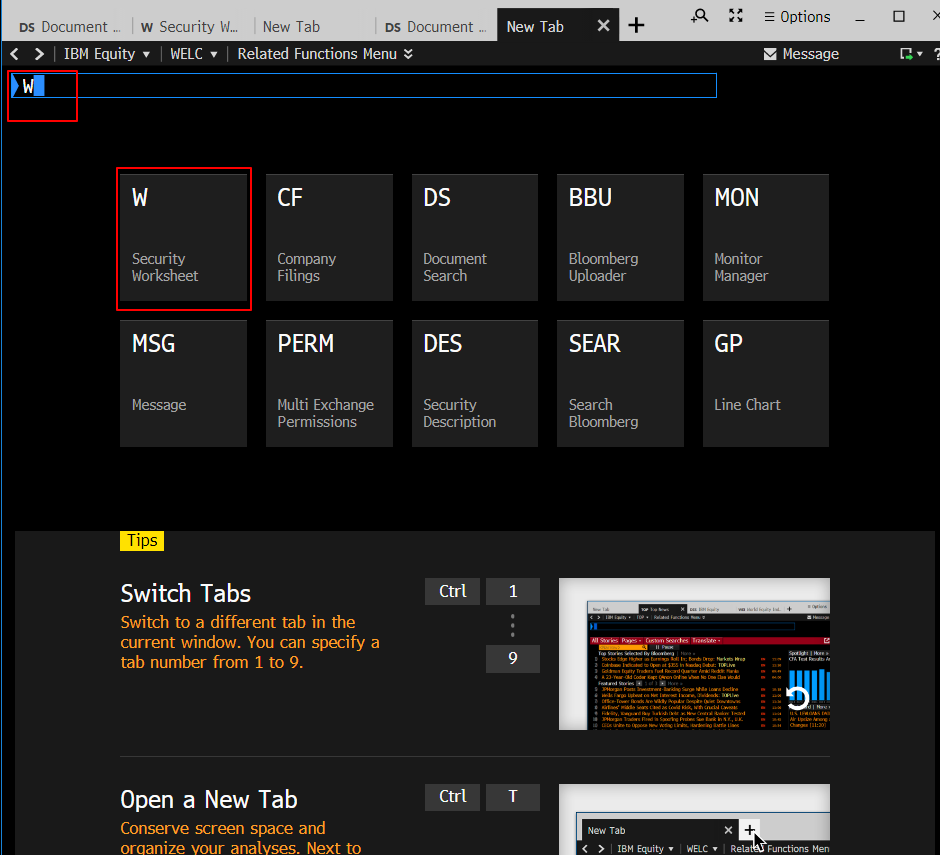 DS Document ... W Security W... New Tab DS Document ... New Tab Options
IBM Equity WELC Related Functions Menu Message ?
W
W CF DS BBU MON
Security Company Document Bloomberg Monitor
Worksheet Filings Search Uploader Manager
MSG PERM DES SEAR GP
Message Multi Exchange Security Search Line Chart
Permissions Description Bloomberg
Tips
Switch Tabs Ctrl 1
Switch to a different tab in the
current window. You can specify a
tab number from 1 to 9. 9
Open a New Tab Ctrl T
Conserve screen space and
organize your analyses. Next to
New Tab
IBM Equity WELC Related Functions Men